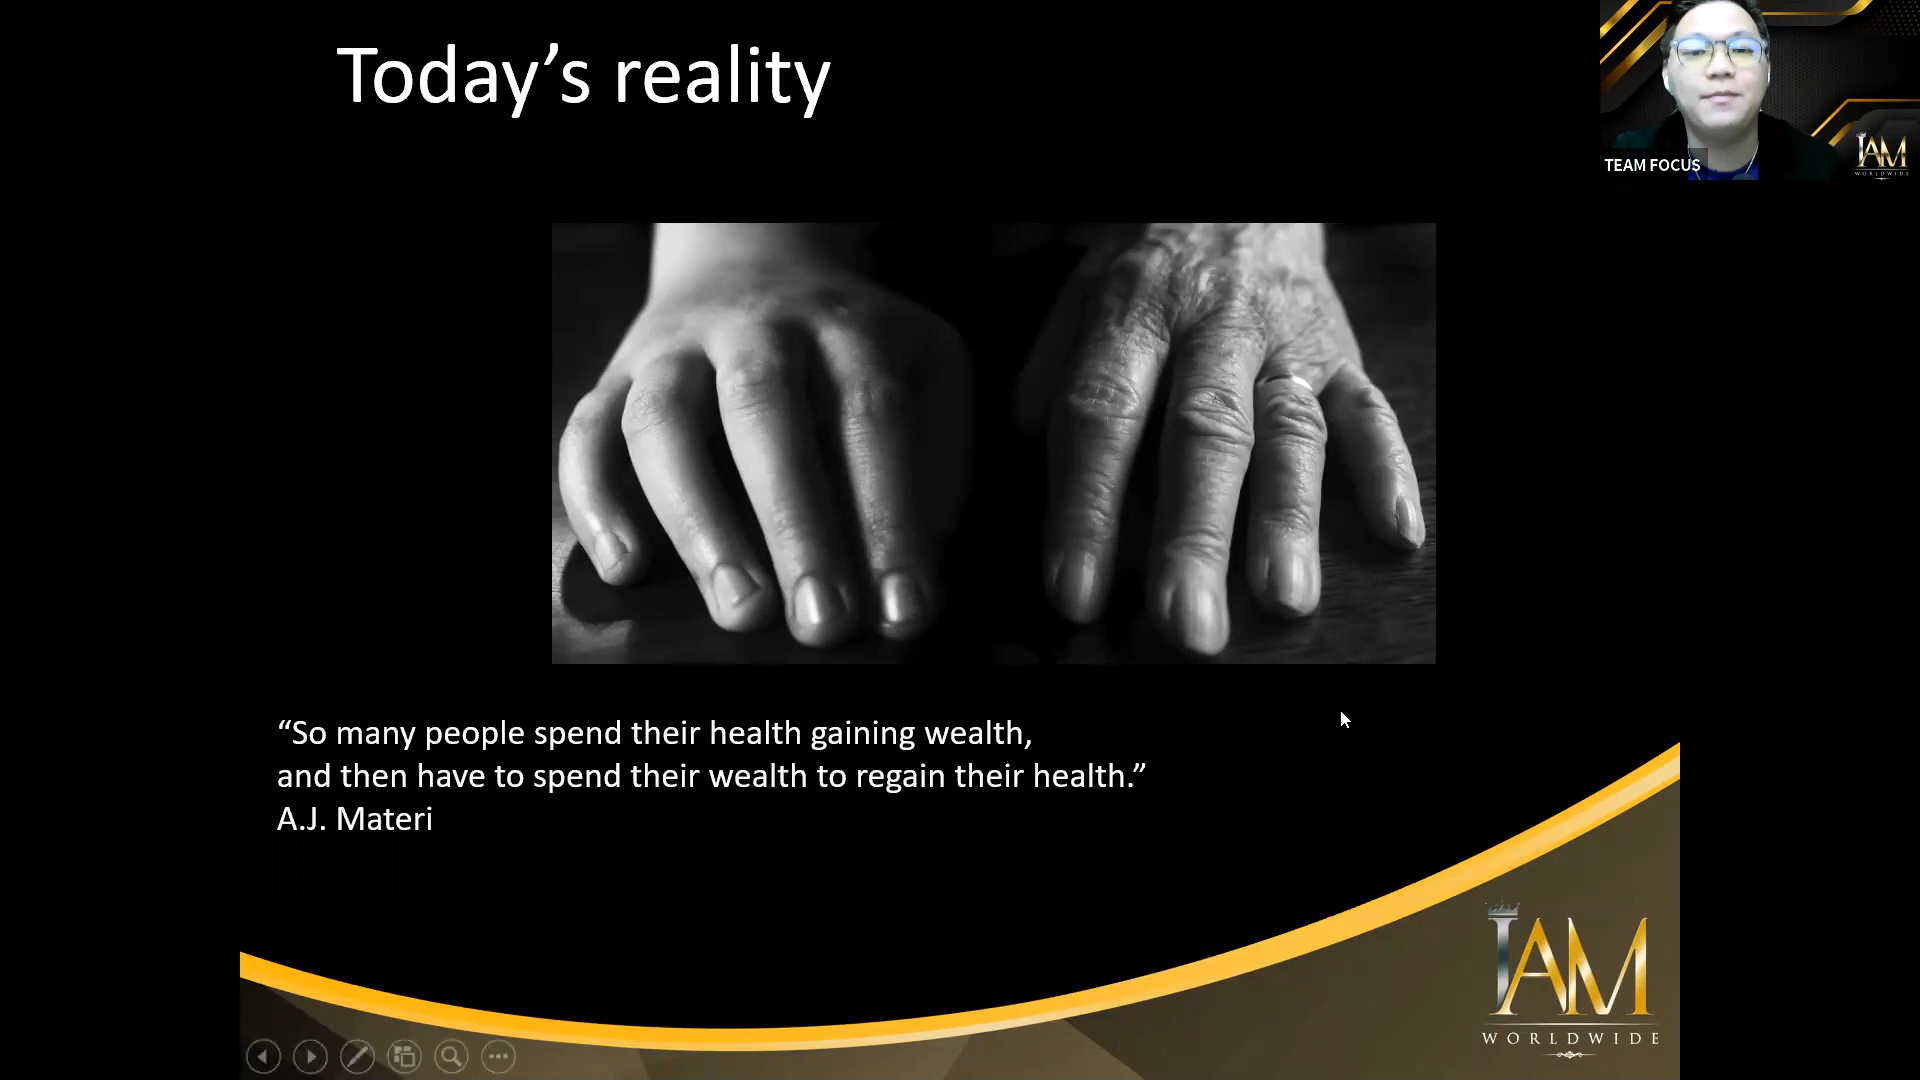 Today’s reality
TEAM FOCUS
IAM
WORLDWIDE
“So many people spend their health gaining wealth,
and then have to spend their wealth to regain their health.”
A.J. Materi
IAM
WORLDWIDE